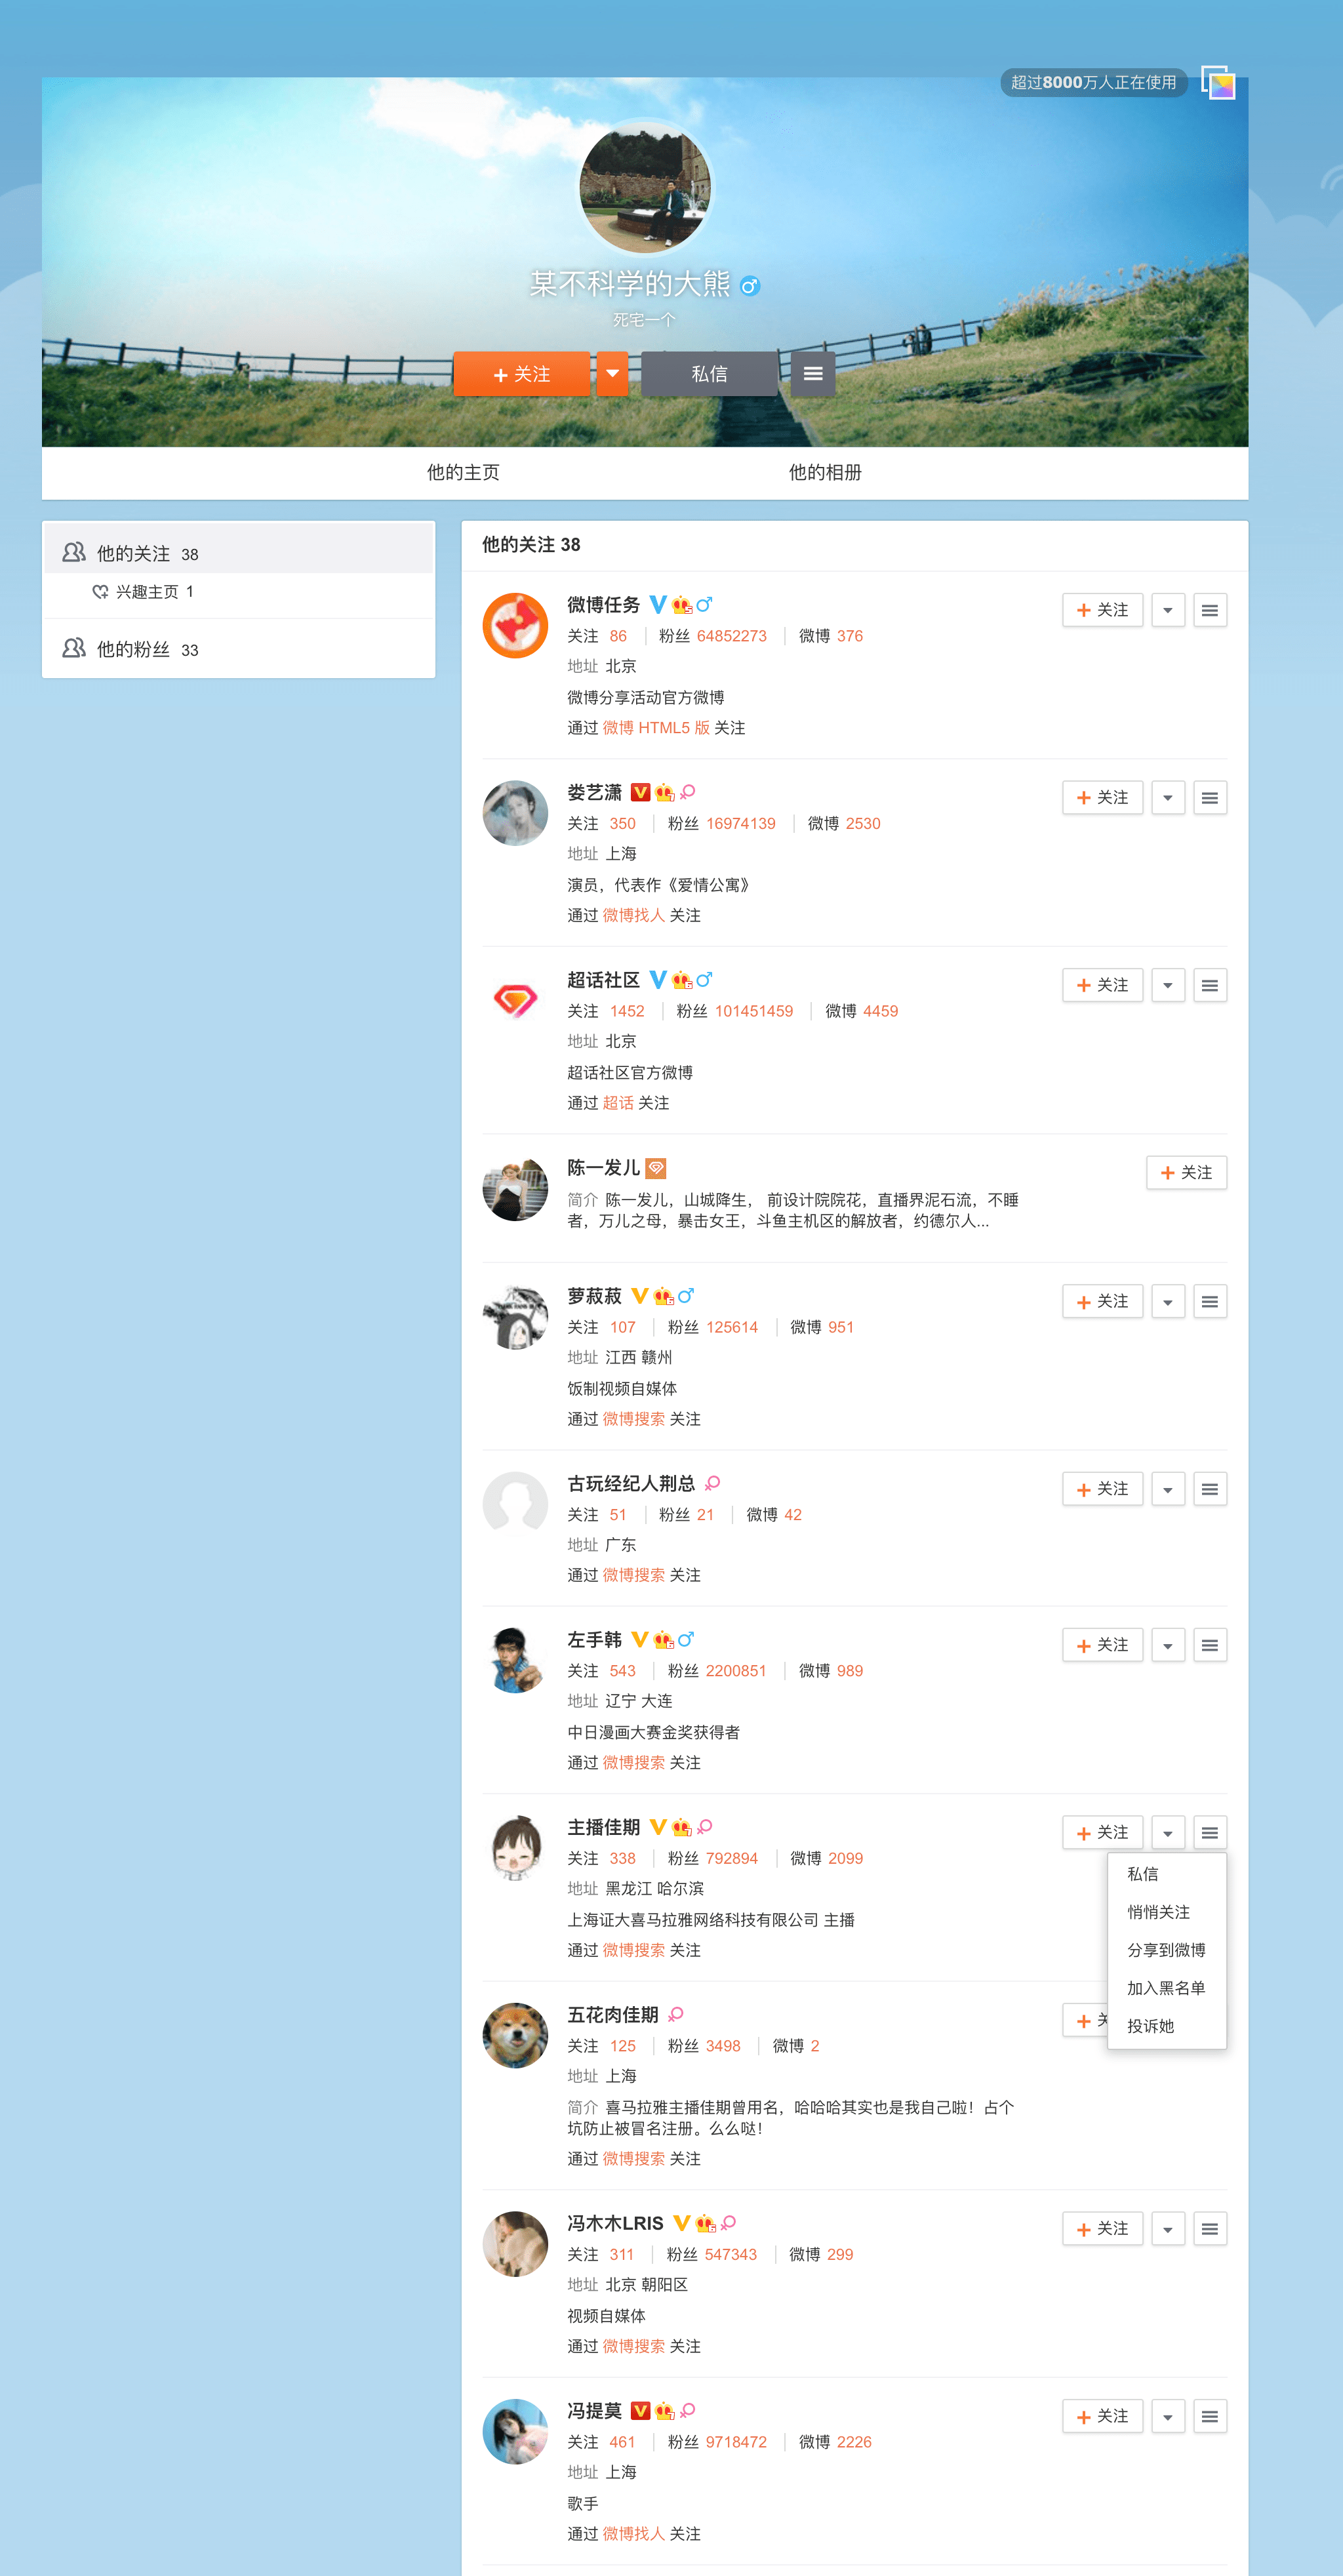 超过8000万人正在使用
某不科学的大熊
死宅一个
+ 关注
私信
他的主页 他的相册
他的关注 38
兴趣主页 1
他的粉丝 33
他的关注 38
微博任务 V
+ 关注
关注 86 粉丝 64852273 微博 376
地址 北京
微博分享活动官方微博
通过 微博 HTML5 版 关注
娄艺潇 V
+ 关注
关注 350 粉丝 16974139 微博 2530
地址 上海
演员，代表作《爱情公寓》
通过 微博找人 关注
超话社区 V
+ 关注
关注 1452 粉丝 101451459 微博 4459
地址 北京
超话社区官方微博
通过 超话 关注
陈一发儿
+ 关注
简介 陈一发儿，山城降生， 前设计院院花，直播界泥石流，不睡
者，万儿之母，暴击女王，斗鱼主机区的解放者，约德尔人...
萝菽菽 V
+ 关注
关注 107 粉丝 125614 微博 951
地址 江西 赣州
饭制视频自媒体
通过 微博搜索 关注
古玩经纪人荆总
+ 关注
关注 51 粉丝 21 微博 42
地址 广东
通过 微博搜索 关注
左手韩 V
+ 关注
关注 543 粉丝 2200851 微博 989
地址 辽宁 大连
中日漫画大赛金奖获得者
通过 微博搜索 关注
主播佳期 V
+ 关注
关注 338 粉丝 792894 微博 2099
地址 黑龙江 哈尔滨
上海证大喜马拉雅网络科技有限公司 主播
通过 微博搜索 关注
私信
悄悄关注
分享到微博
加入黑名单
投诉她
五花肉佳期
+ 关
关注 125 粉丝 3498 微博 2
地址 上海
简介 喜马拉雅主播佳期曾用名，哈哈哈其实也是我自己啦！占个
坑防止被冒名注册。么么哒！
通过 微博搜索 关注
冯木木LRIS V
+ 关注
关注 311 粉丝 547343 微博 299
地址 北京 朝阳区
视频自媒体
通过 微博搜索 关注
冯提莫 V
+ 关注
关注 461 粉丝 9718472 微博 2226
地址 上海
歌手
通过 微博找人 关注